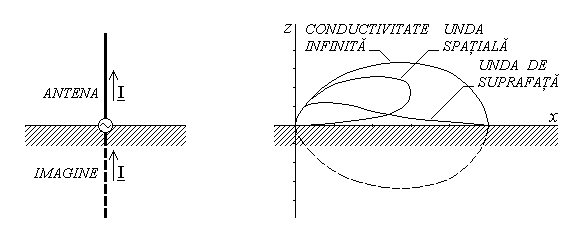 ANTENA
I
IMAGINE
I
Z
CONDUCTIVITATE
INFINITĂ
UNDA
SPAȚIALĂ
UNDA DE
SUPRAFAȚĂ
x